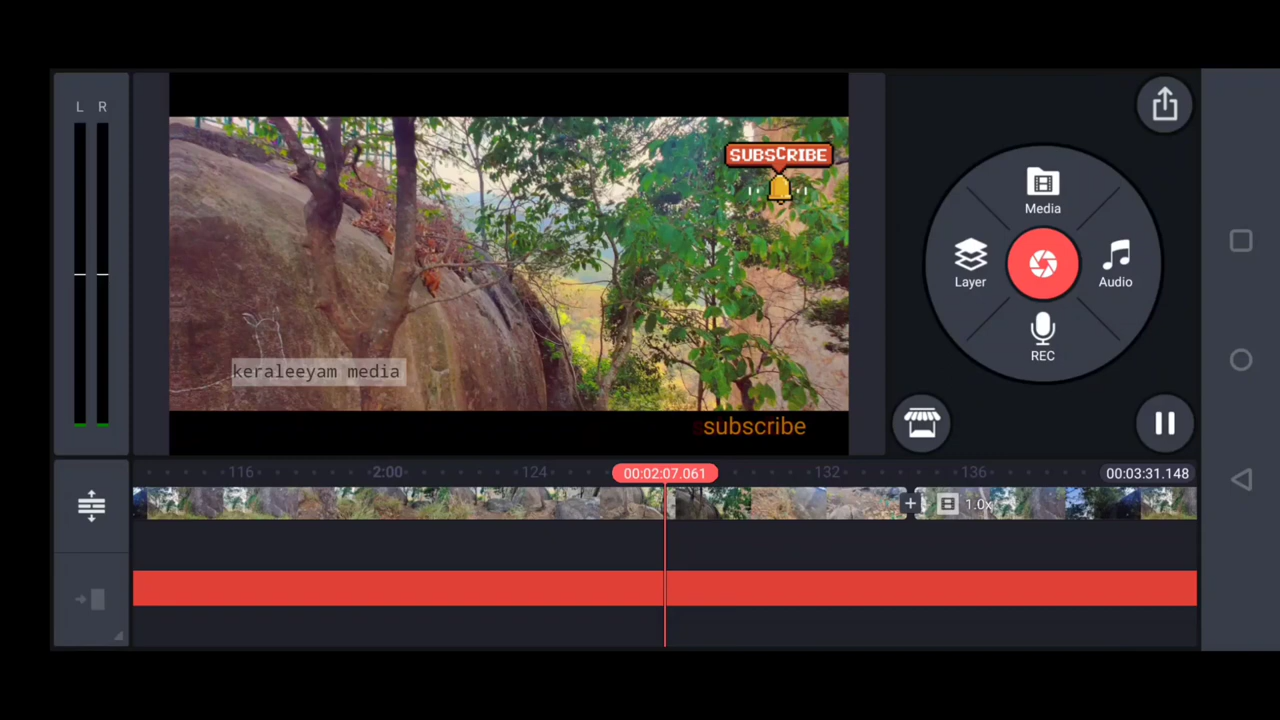 L R
SUBSCRIBE
Media
Layer
Audio
REC
keraleeyam media
subscribe
116
2:00
124
00:02:07.061
132
136
00:03:31.148
1.0x